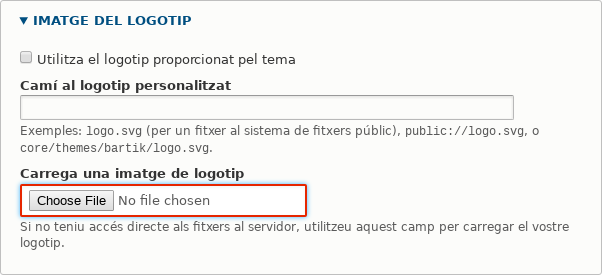 IMATGE DEL LOGOTIP
Utilitza el logotip proporcionat pel tema
Camí al logotip personalitzat
Exemples: logo.svg (per un fitxer al sistema de fitxers públic), public://logo.svg, o
core/themes/bartik/logo.svg.
Carrega una imatge de logotip
Choose File No file chosen
Si no teniu accés directe als fitxers al servidor, utilitzeu aquest camp per carregar el vostre
logotip.